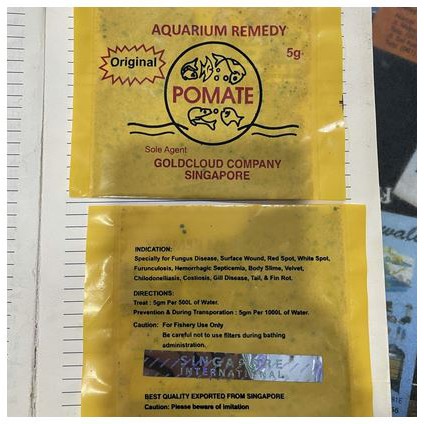 AQUARIUM REMEDY
5g.
Original
POMATE
Sole Agent
GOLDCLOUD COMPANY
SINGAPORE
INDICATION:
Specially for Fungus Disease, Surface Wound, Red Spot, White Spot,
Furunculosis, Hemorrhagic Septicemia, Body Slime, Velvet,
Chilodonelliasis, Costiosis, Gill Disease, Tail, & Fin Rot.
DIRECTIONS:
Treat : 5gm Per 500L of Water.
Prevention & During Transporation : 5gm Per 1000L of Water.
Caution: For Fishery Use Only
Be careful not to use filters during bathing
administration.
SINGAPORE
INTERNATIONAL
BEST QUALITY EXPORTED FROM SINGAPORE
Caution: Please beware of imitation